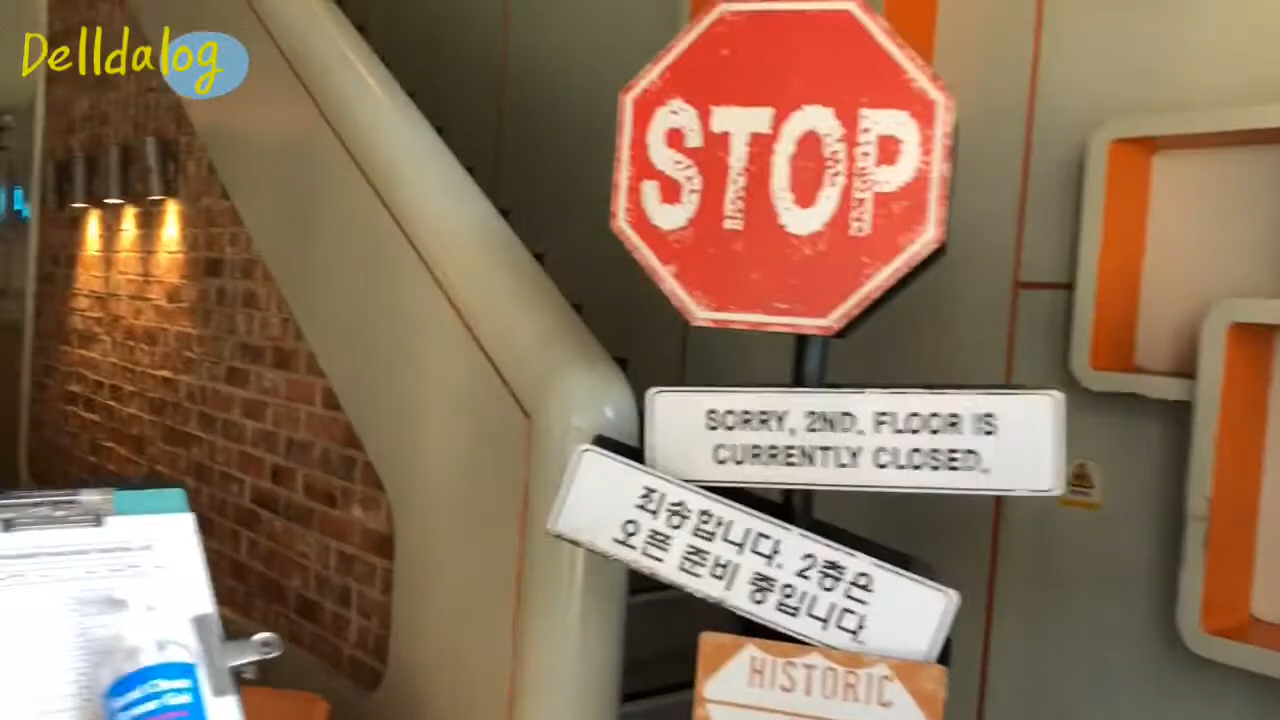 Delldalog
STOP
SORRY, 2ND. FLOOR IS
CURRENTLY CLOSED.
죄송합니다. 2층은
오픈 준비 중입니다.
HISTORIC